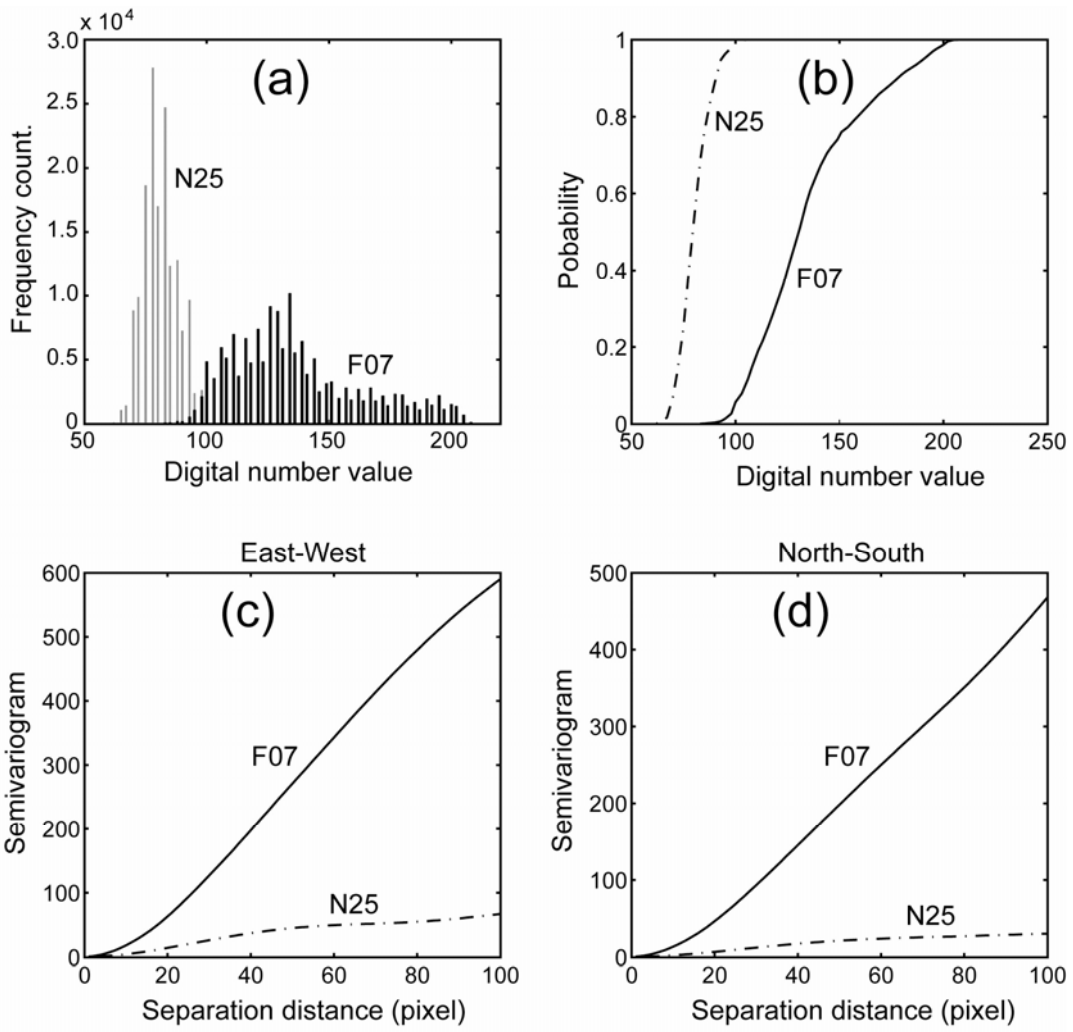 x 10⁴
3.0
2.5
2.0
1.5
1.0
0.5
0
50
100
150
200
Frequency count.
Digital number value
(a)
N25
F07
1
0.8
0.6
0.4
0.2
0
50
100
150
200
250
Pobability
Digital number value
(b)
N25
F07
East-West
600
500
400
300
200
100
0
0
20
40
60
80
100
Semivariogram
Separation distance (pixel)
(c)
F07
N25
North-South
500
400
300
200
100
0
0
20
40
60
80
100
Semivariogram
Separation distance (pixel)
(d)
F07
N25